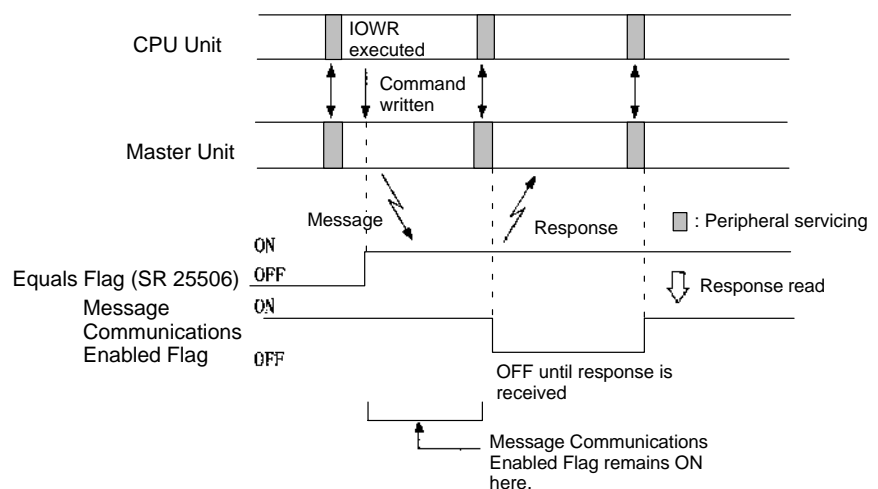 CPU Unit
IOWR
executed
Command
written
Master Unit
Message
Response
: Peripheral servicing
ON
Equals Flag (SR 25506)
OFF
Response read
Message
Communications
Enabled Flag
ON
OFF
OFF until response is
received
Message Communications
Enabled Flag remains ON
here.